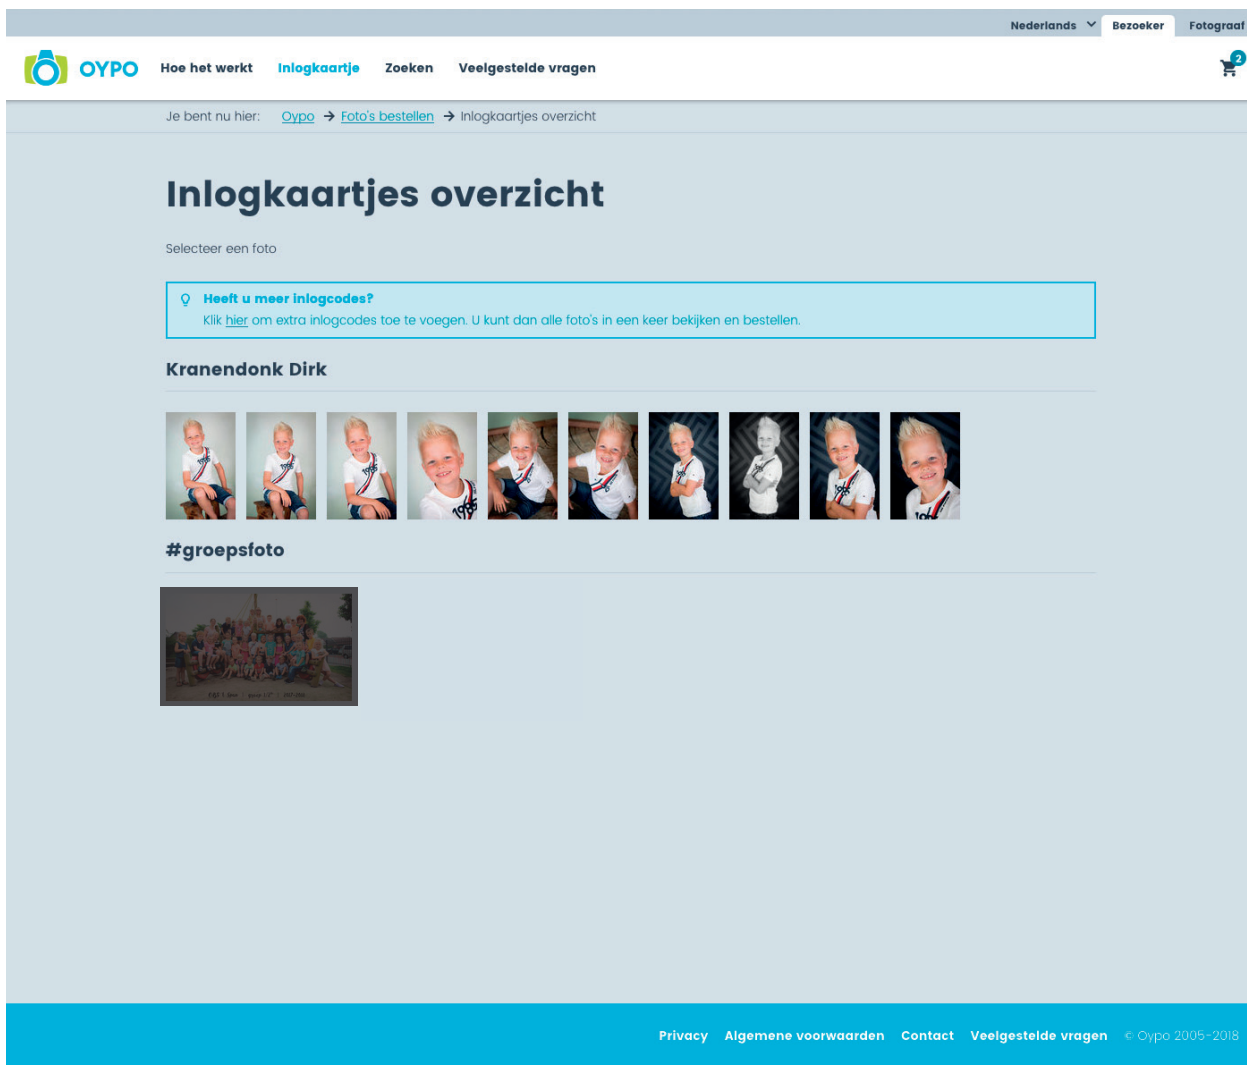 Nederlands Bezoeker Fotograaf
OYPO Hoe het werkt Inlogkaartje Zoeken Veelgestelde vragen 2
Je bent nu hier: Oypo → Foto's bestellen → Inlogkaartjes overzicht
Inlogkaartjes overzicht
Selecteer een foto
Heeft u meer inlogcodes?
Klik hier om extra inlogcodes toe te voegen. U kunt dan alle foto's in een keer bekijken en bestellen.
Kranendonk Dirk
#groepsfoto
Privacy Algemene voorwaarden Contact Veelgestelde vragen © Oypo 2005-2018